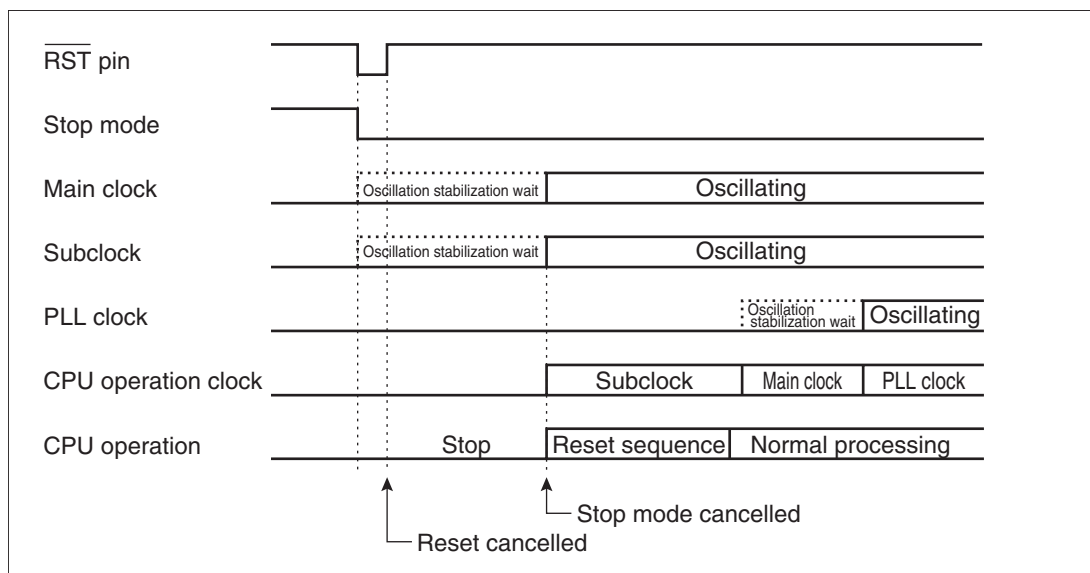 RST pin
Stop mode
Main clock
Oscillation stabilization wait
Oscillating
Subclock
Oscillation stabilization wait
Oscillating
PLL clock
Oscillation
stabilization wait
Oscillating
CPU operation clock
Subclock
Main clock
PLL clock
CPU operation
Stop
Reset sequence
Normal processing
Stop mode cancelled
Reset cancelled